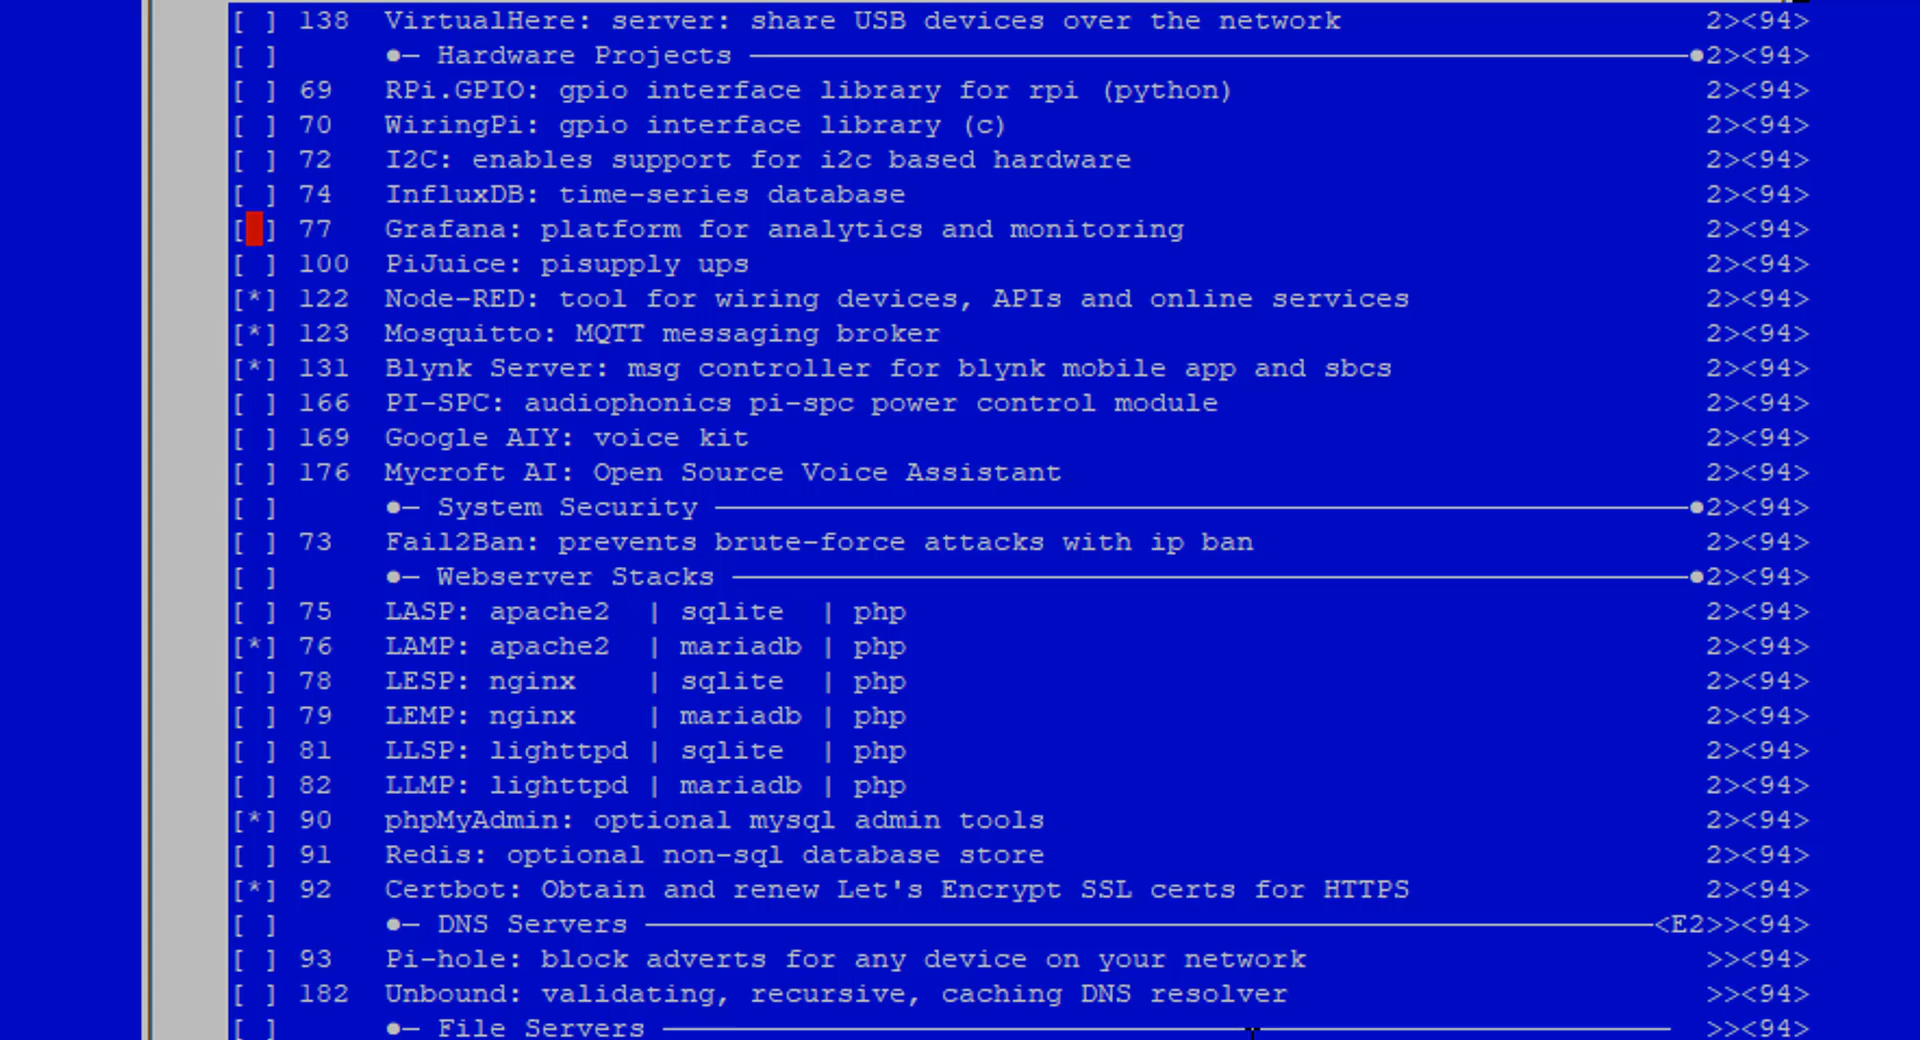 [ ] 138 VirtualHere: server: share USB devices over the network 2><94>
[ ] ●─ Hardware Projects ──────────●2><94>
[ ] 69 RPi.GPIO: gpio interface library for rpi (python) 2><94>
[ ] 70 WiringPi: gpio interface library (c) 2><94>
[ ] 72 I2C: enables support for i2c based hardware 2><94>
[ ] 74 InfluxDB: time-series database 2><94>
[ ] 77 Grafana: platform for analytics and monitoring 2><94>
[ ] 100 PiJuice: pisupply ups 2><94>
[*] 122 Node-RED: tool for wiring devices, APIs and online services 2><94>
[*] 123 Mosquitto: MQTT messaging broker 2><94>
[*] 131 Blynk Server: msg controller for blynk mobile app and sbcs 2><94>
[ ] 166 PI-SPC: audiophonics pi-spc power control module 2><94>
[ ] 169 Google AIY: voice kit 2><94>
[ ] 176 Mycroft AI: Open Source Voice Assistant 2><94>
[ ] ●─ System Security ──────────●2><94>
[ ] 73 Fail2Ban: prevents brute-force attacks with ip ban 2><94>
[ ] ●─ Webserver Stacks ──────────●2><94>
[ ] 75 LASP: apache2 | sqlite | php 2><94>
[*] 76 LAMP: apache2 | mariadb | php 2><94>
[ ] 78 LESP: nginx | sqlite | php 2><94>
[ ] 79 LEMP: nginx | mariadb | php 2><94>
[ ] 81 LLSP: lighttpd | sqlite | php 2><94>
[ ] 82 LLMP: lighttpd | mariadb | php 2><94>
[*] 90 phpMyAdmin: optional mysql admin tools 2><94>
[ ] 91 Redis: optional non-sql database store 2><94>
[*] 92 Certbot: Obtain and renew Let's Encrypt SSL certs for HTTPS 2><94>
[ ] ●─ DNS Servers ──────────<E2>><94>
[ ] 93 Pi-hole: block adverts for any device on your network >><94>
[ ] 182 Unbound: validating, recursive, caching DNS resolver >><94>
[ ] ●─ File Servers ────────── >><94>